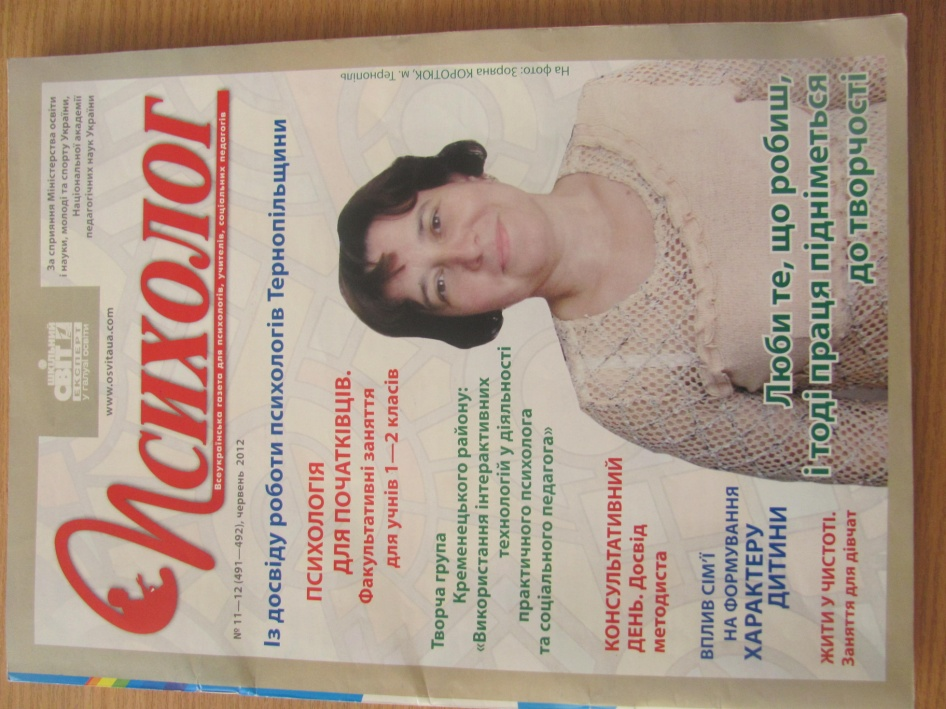 За сприяння Міністерства освіти
і науки, молоді та спорту України,
Національної академії
педагогічних наук України
ШКІЛЬНИЙ
СВІТ
ЕКСПЕРТ
у галузі освіти
www.osvitaua.com
Психолог
Всеукраїнська газета для психологів, учителів, соціальних педагогів
№ 11—12 (491—492), червень 2012
Із досвіду роботи психологів Тернопільщини
ПСИХОЛОГІЯ
ДЛЯ ПОЧАТКІВЦІВ.
Факультативні заняття
для учнів 1—2 класів
Творча група
Кременецького району:
«Використання інтерактивних
технологій у діяльності
практичного психолога
та соціального педагога»
КОНСУЛЬТАТИВНИЙ
ДЕНЬ. Досвід
методиста
ВПЛИВ СІМ’Ї
НА ФОРМУВАННЯ
ХАРАКТЕРУ
ДИТИНИ
ЖИТИ У ЧИСТОТІ.
Заняття для дівчат
На фото: Зоряна КОРОТЮК, м. Тернопіль
Люби те, що робиш,
і тоді праця підніметься
до творчості